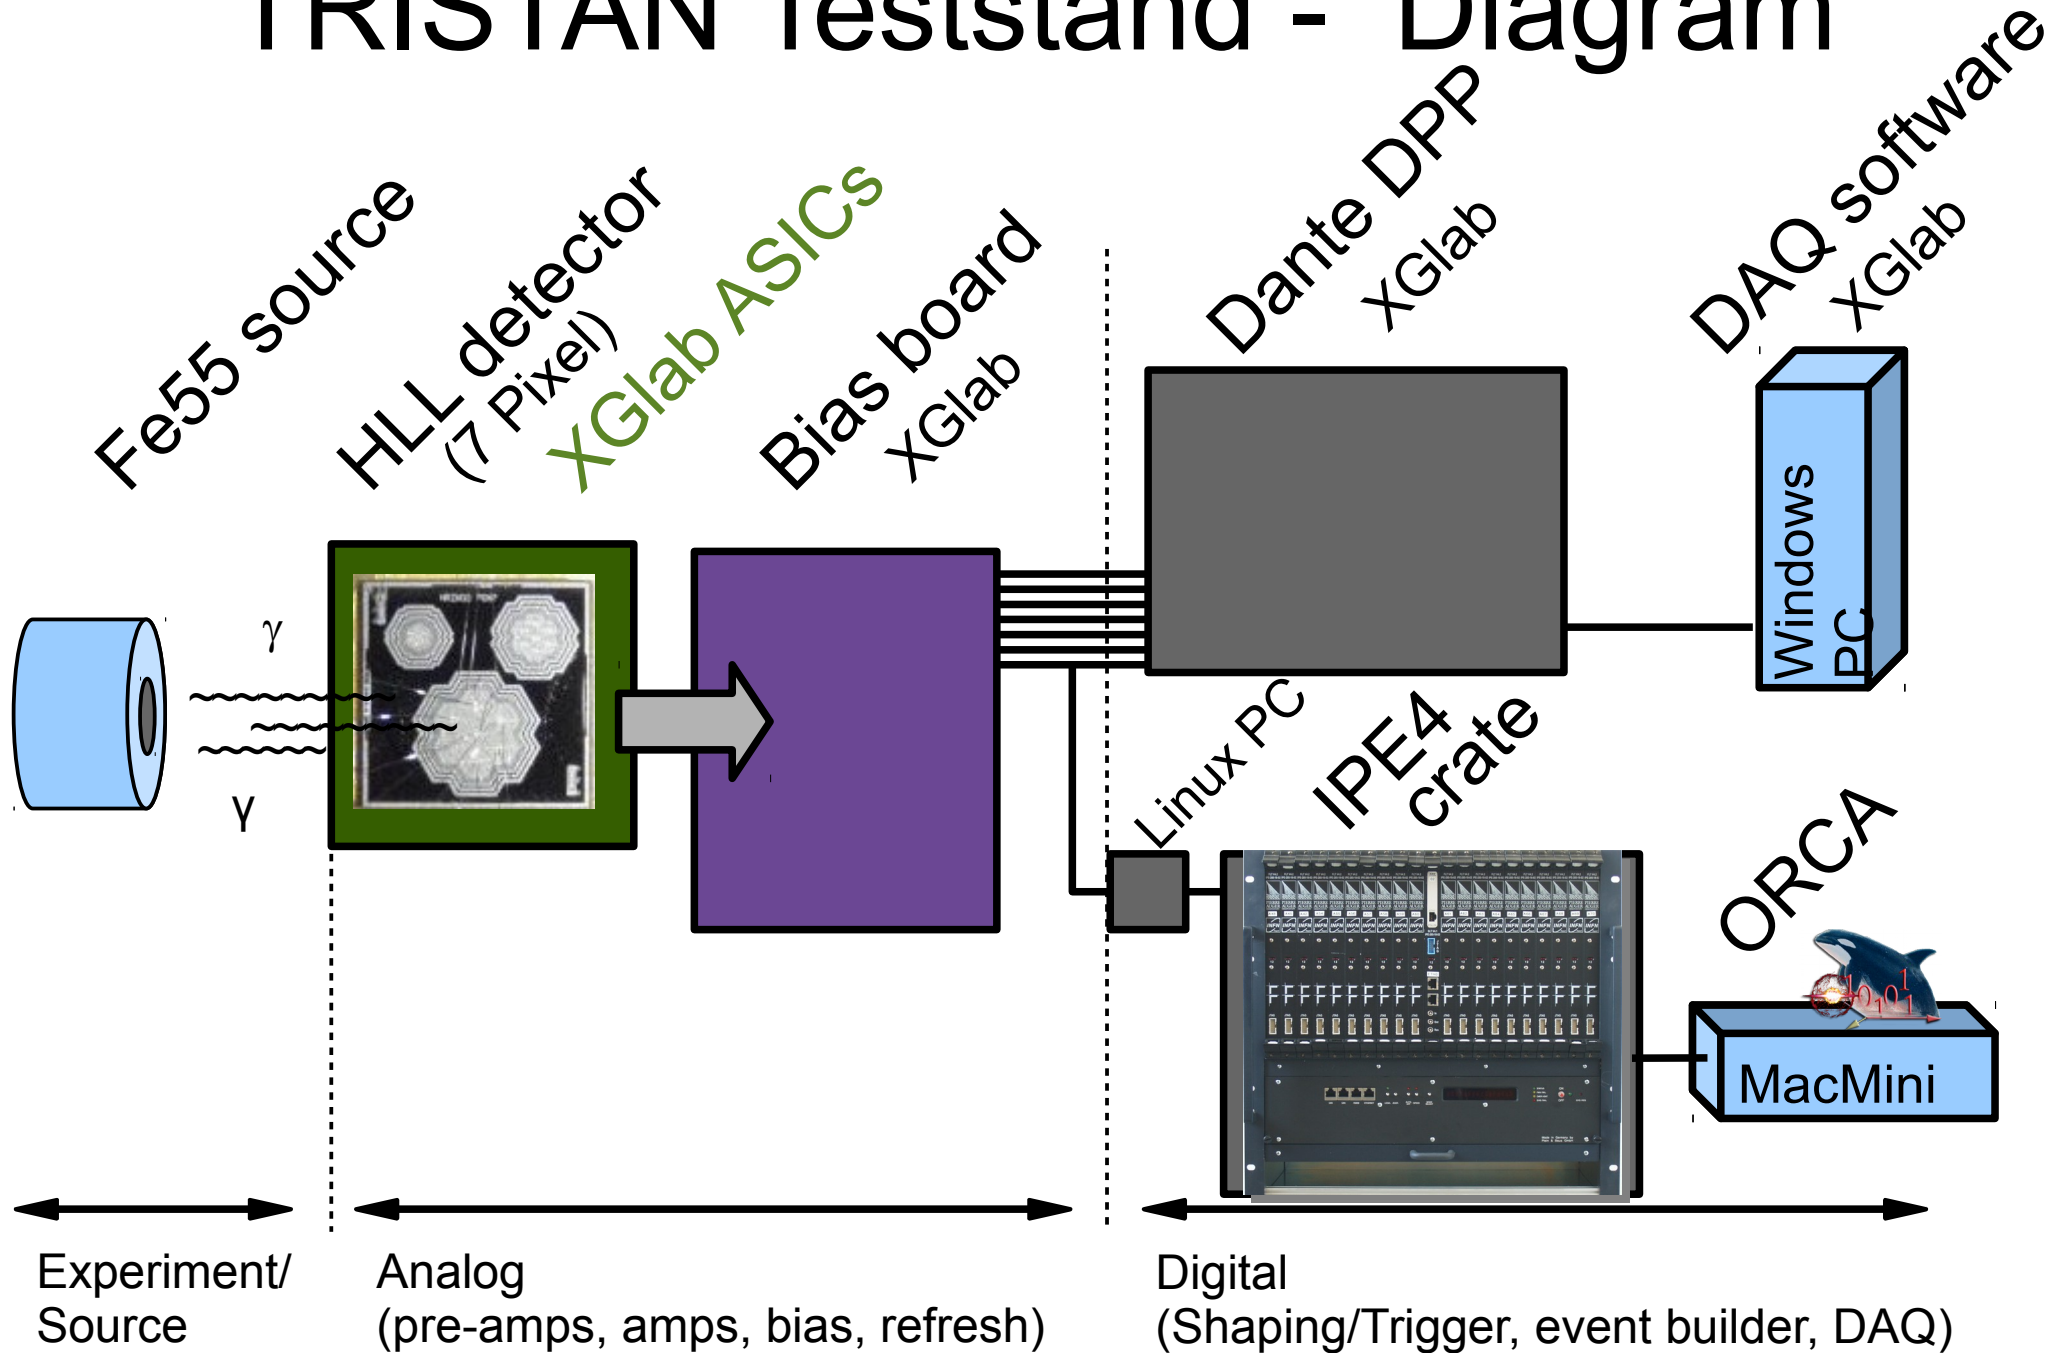 TRISTAN Teststand - Diagram
Fe55 source
HLL detector
(7 Pixel)
XGlab ASICs
Bias board
XGlab
Dante DPP
XGlab
DAQ software
XGlab
Windows
PC
γ
γ
Linux PC
IPE4
crate
ORCA
MacMini
Experiment/
Source
Analog
(pre-amps, amps, bias, refresh)
Digital
(Shaping/Trigger, event builder, DAQ)